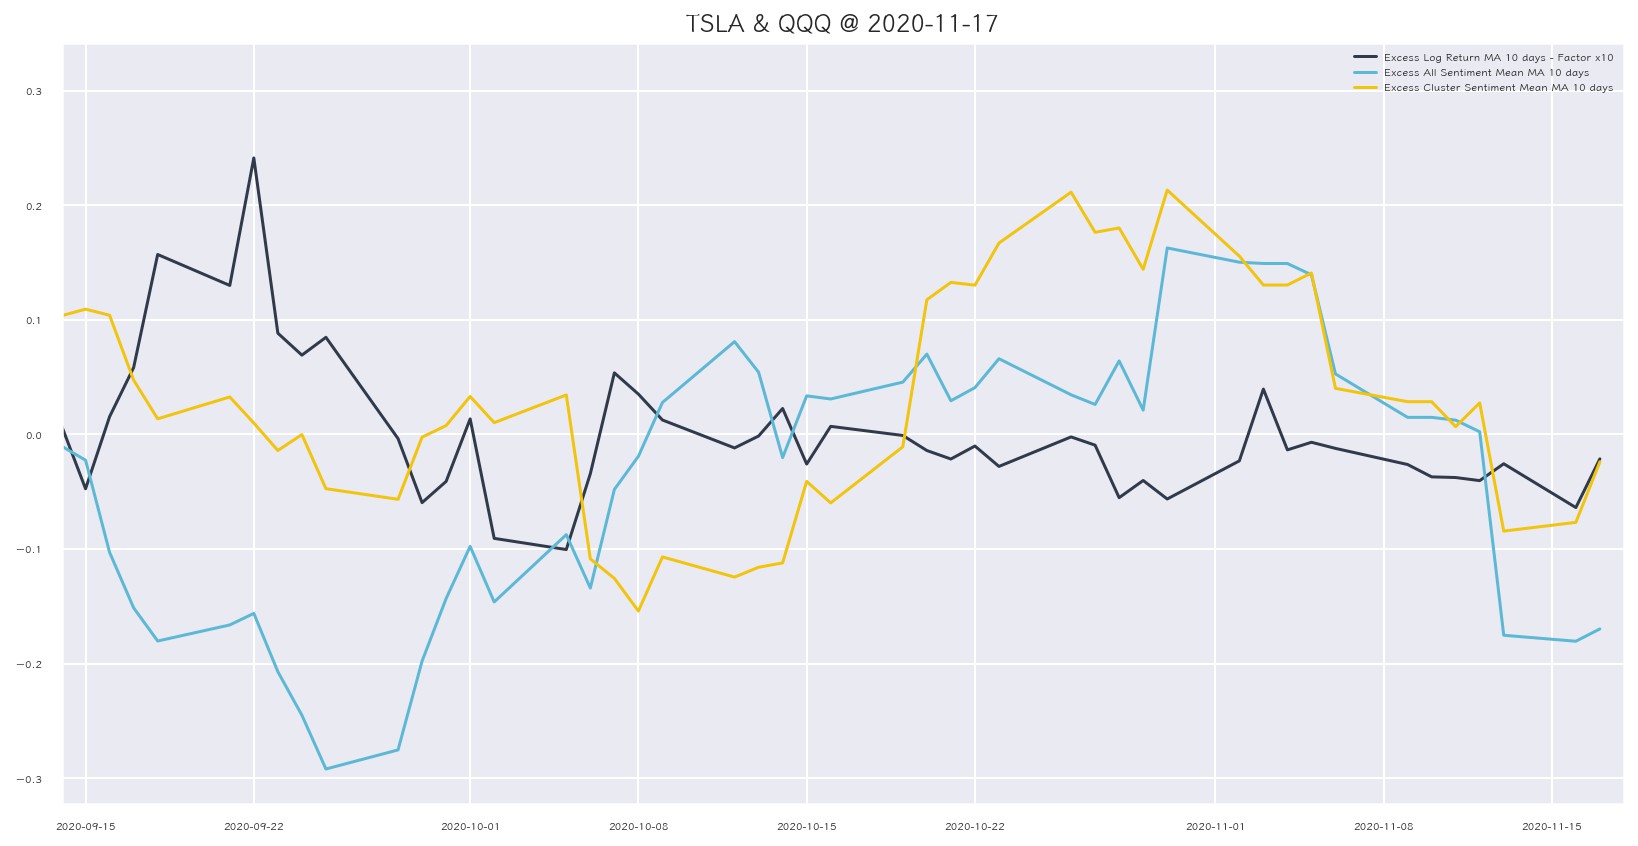 TSLA & QQQ @ 2020-11-17
Excess Log Return MA 10 days - Factor x10
Excess All Sentiment Mean MA 10 days
Excess Cluster Sentiment Mean MA 10 days
0.3
0.2
0.1
0.0
−0.1
−0.2
−0.3
2020-09-15 2020-09-22 2020-10-01 2020-10-08 2020-10-15 2020-10-22 2020-11-01 2020-11-08 2020-11-15